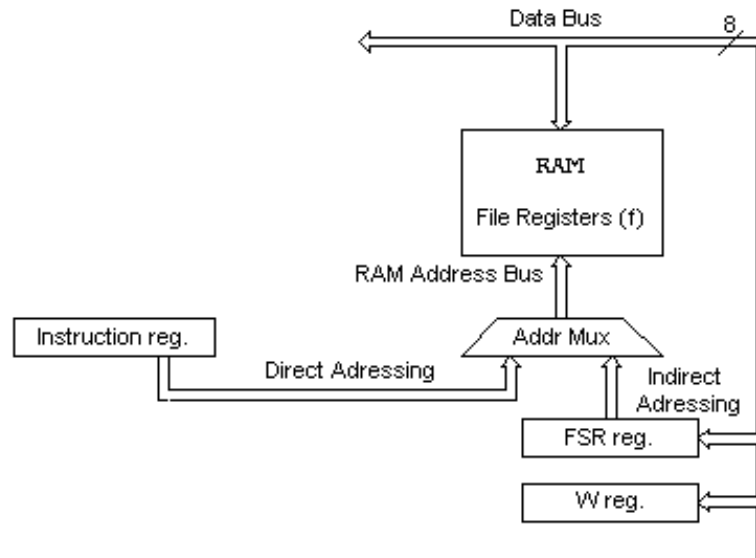 Data Bus
8
RAM
File Registers (f)
RAM Address Bus
Instruction reg.
Addr Mux
Direct Adressing
Indirect
Adressing
FSR reg.
W reg.